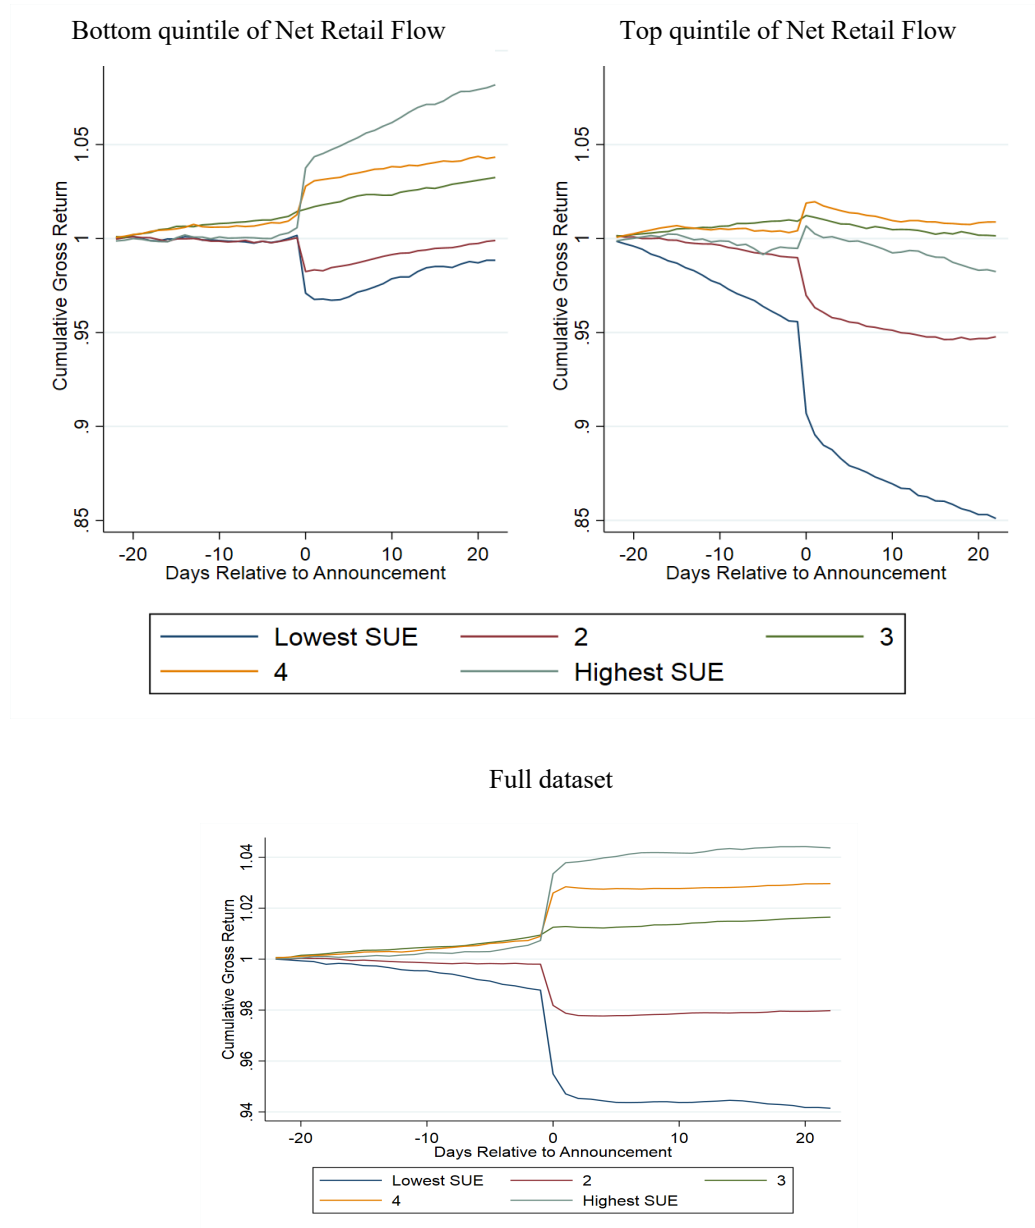 Bottom quintile of Net Retail Flow
Top quintile of Net Retail Flow
Cumulative Gross Return
1.05
1
.95
.9
.85
-20 -10 0 10 20
Days Relative to Announcement
Cumulative Gross Return
1.05
1
.95
.9
.85
-20 -10 0 10 20
Days Relative to Announcement
Lowest SUE 2 3
4 Highest SUE
Full dataset
Cumulative Gross Return
1.04
1.02
1
.98
.96
.94
-20 -10 0 10 20
Days Relative to Announcement
Lowest SUE 2 3
4 Highest SUE